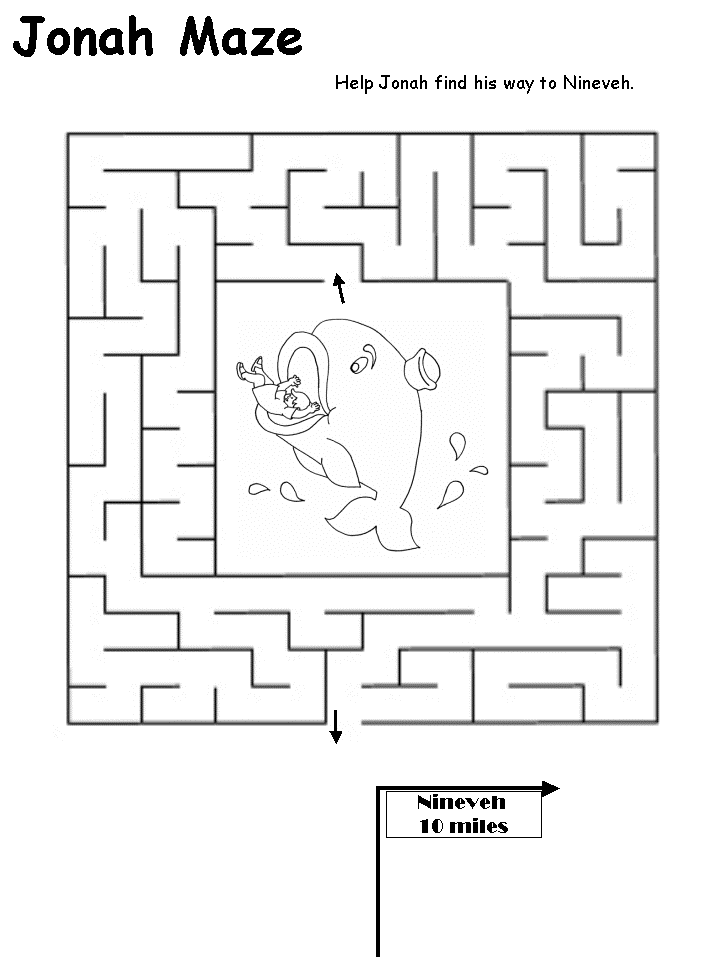 Jonah Maze
Help Jonah find his way to Nineveh.
Nineveh
10 miles